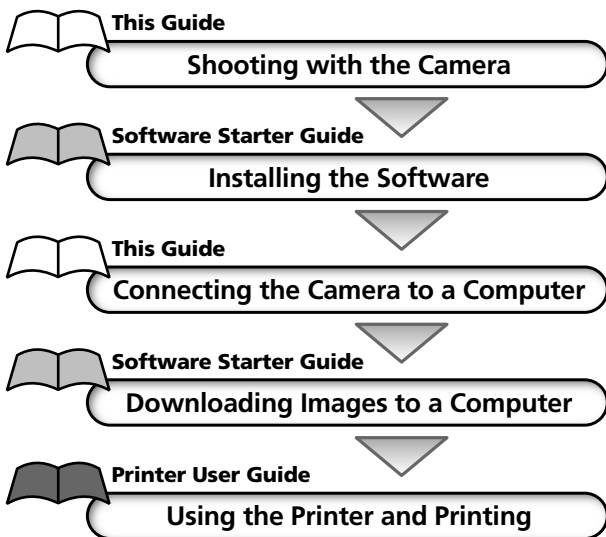 This Guide
Shooting with the Camera
Software Starter Guide
Installing the Software
This Guide
Connecting the Camera to a Computer
Software Starter Guide
Downloading Images to a Computer
Printer User Guide
Using the Printer and Printing